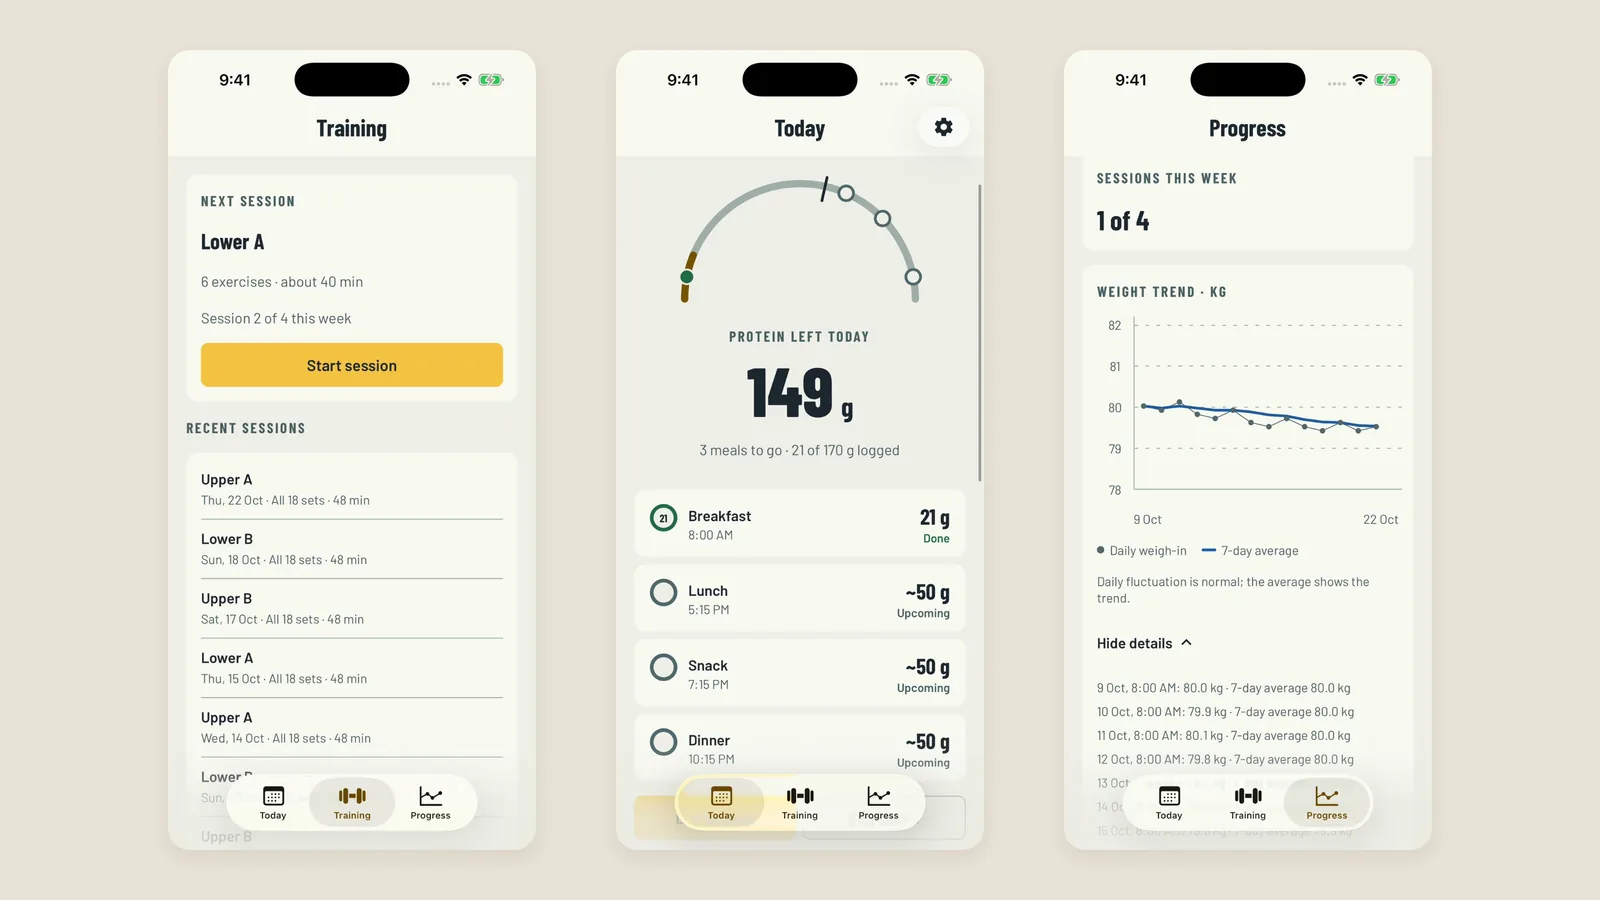 9:41
Training
NEXT SESSION
Lower A
6 exercises · about 40 min
Session 2 of 4 this week
Start session
RECENT SESSIONS
Upper A
Thu, 22 Oct · All 18 sets · 48 min
Lower B
Sun, 18 Oct · All 18 sets · 48 min
Upper B
Sat, 17 Oct · All 18 sets · 48 min
Lower A
Thu, 15 Oct · All 18 sets · 48 min
Upper A
Wed, 14 Oct · All 18 sets · 48 min
Lower
Sun,
Upper B
Today
Training
Progress
9:41
Today
PROTEIN LEFT TODAY
149 g
3 meals to go · 21 of 170 g logged
21
Breakfast
21 g
8:00 AM
Done
Lunch
~50 g
5:15 PM
Upcoming
Snack
~50 g
7:15 PM
Upcoming
Dinner
~50 g
10:15 PM
Upcoming
Today
Training
Progress
9:41
Progress
SESSIONS THIS WEEK
1 of 4
WEIGHT TREND · KG
82
81
80
79
78
9 Oct
22 Oct
Daily weigh-in
7-day average
Daily fluctuation is normal; the average shows the
trend.
Hide details
9 Oct, 8:00 AM: 80.0 kg · 7-day average 80.0 kg
10 Oct, 8:00 AM: 79.9 kg · 7-day average 80.0 kg
11 Oct, 8:00 AM: 80.1 kg · 7-day average 80.0 kg
12 Oct, 8:00 AM: 79.8 kg · 7-day average 80.0 kg
13 Oct
14 O
15 Oct,
Today
Training
Progress